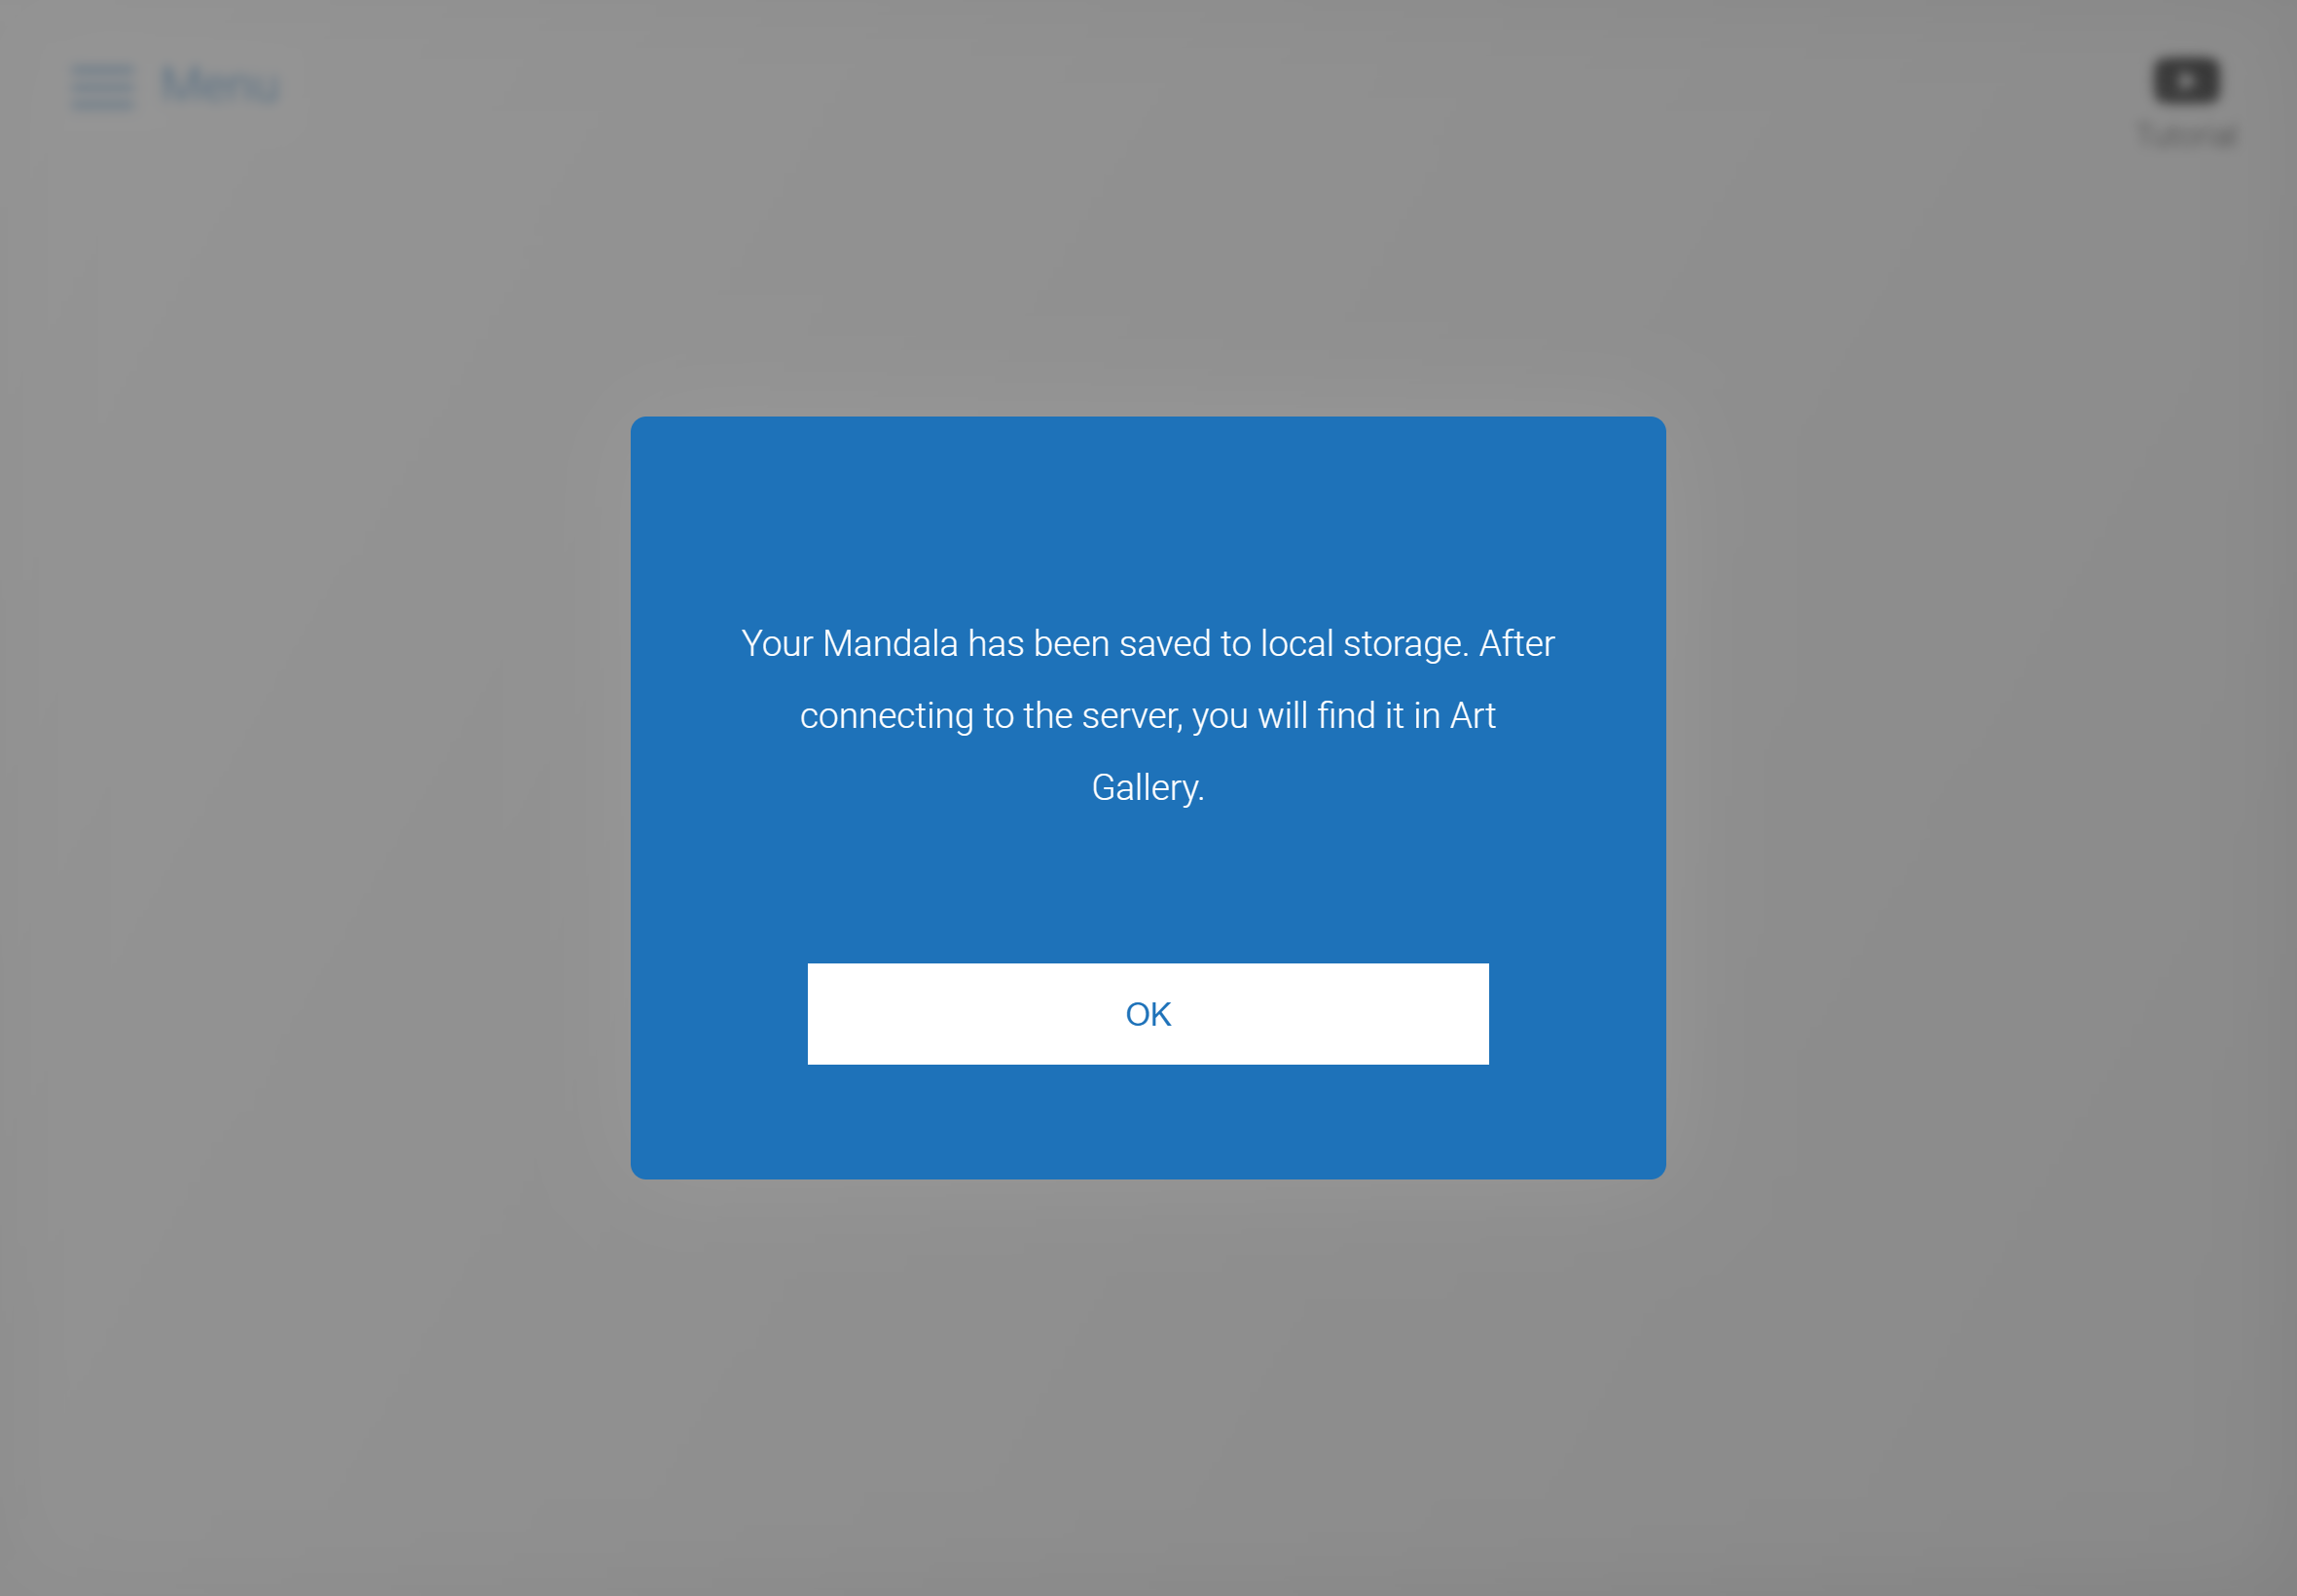 Menu
Tutorial
Your Mandala has been saved to local storage. After
connecting to the server, you will find it in Art
Gallery.
OK